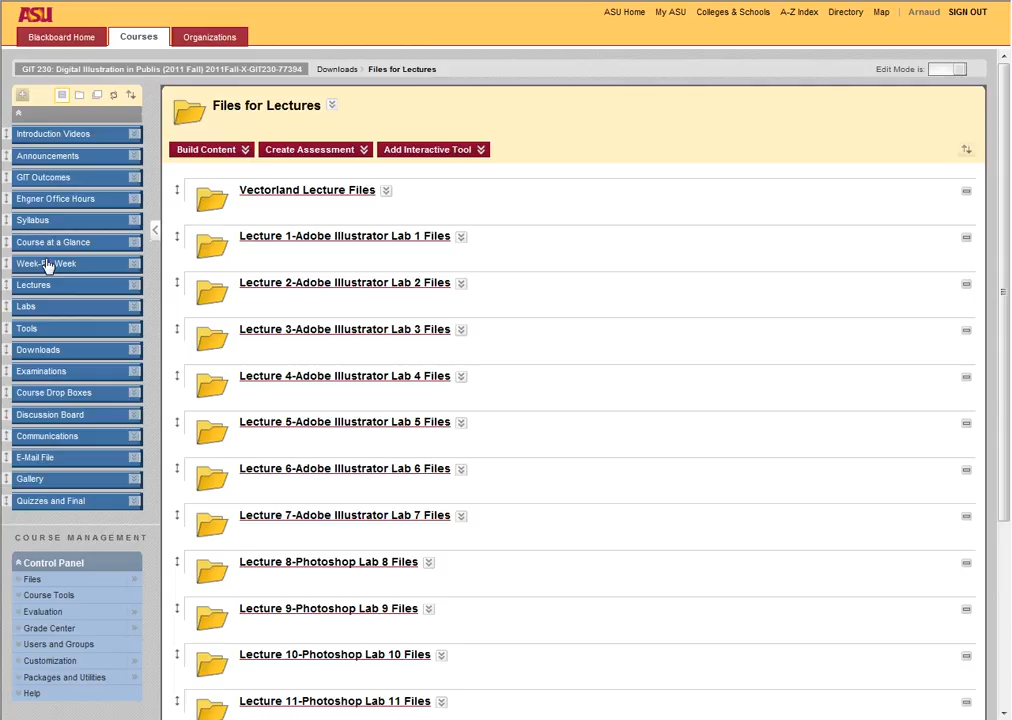 ASU
ASU Home My ASU Colleges & Schools A-Z Index Directory Map | Arnaud SIGN OUT
Blackboard Home Courses Organizations
GIT 230: Digital Illustration in Publis (2011 Fall) 2011Fall-X-GIT230-77394 Downloads Files for Lectures Edit Mode is:
Files for Lectures
Build Content Create Assessment Add Interactive Tool
Introduction Videos
Announcements
GIT Outcomes
Ehgner Office Hours
Syllabus
Course at a Glance
Week- Week
Lectures
Labs
Tools
Downloads
Examinations
Course Drop Boxes
Discussion Board
Communications
E-Mail File
Gallery
Quizzes and Final
COURSE MANAGEMENT
Control Panel
Files
Course Tools
Evaluation
Grade Center
Users and Groups
Customization
Packages and Utilities
Help
Vectorland Lecture Files
Lecture 1-Adobe Illustrator Lab 1 Files
Lecture 2-Adobe Illustrator Lab 2 Files
Lecture 3-Adobe Illustrator Lab 3 Files
Lecture 4-Adobe Illustrator Lab 4 Files
Lecture 5-Adobe Illustrator Lab 5 Files
Lecture 6-Adobe Illustrator Lab 6 Files
Lecture 7-Adobe Illustrator Lab 7 Files
Lecture 8-Photoshop Lab 8 Files
Lecture 9-Photoshop Lab 9 Files
Lecture 10-Photoshop Lab 10 Files
Lecture 11-Photoshop Lab 11 Files